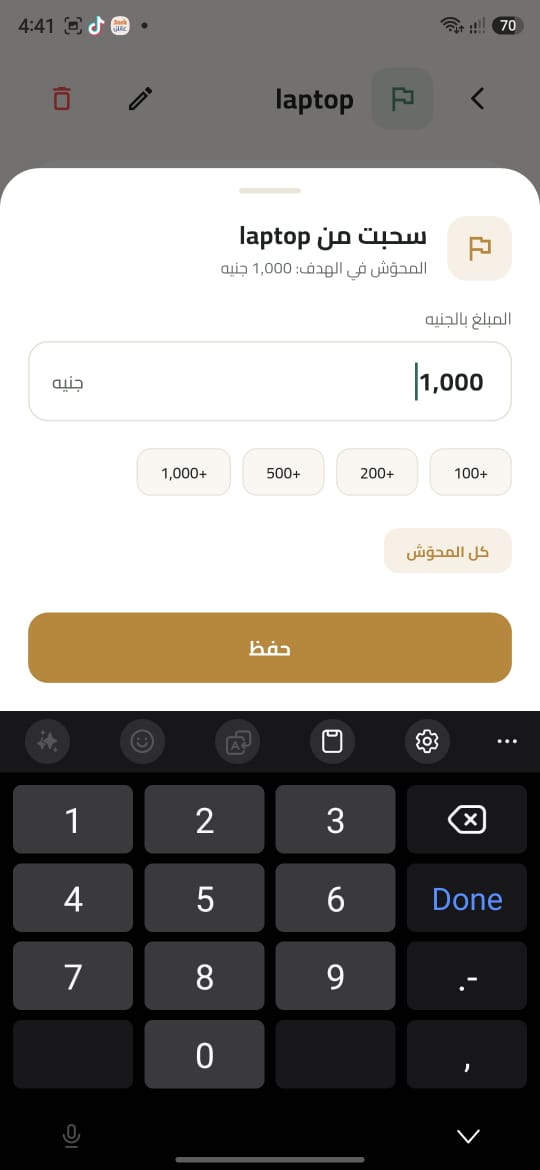 4:41
70
laptop
سحبت من laptop
المحوّش في الهدف: 1,000 جنيه
المبلغ بالجنيه
1,000 جنيه
+100 +200 +500 +1,000
كل المحوّش
حفظ
1 2 3
4 5 6 Done
7 8 9 .-
0 ,